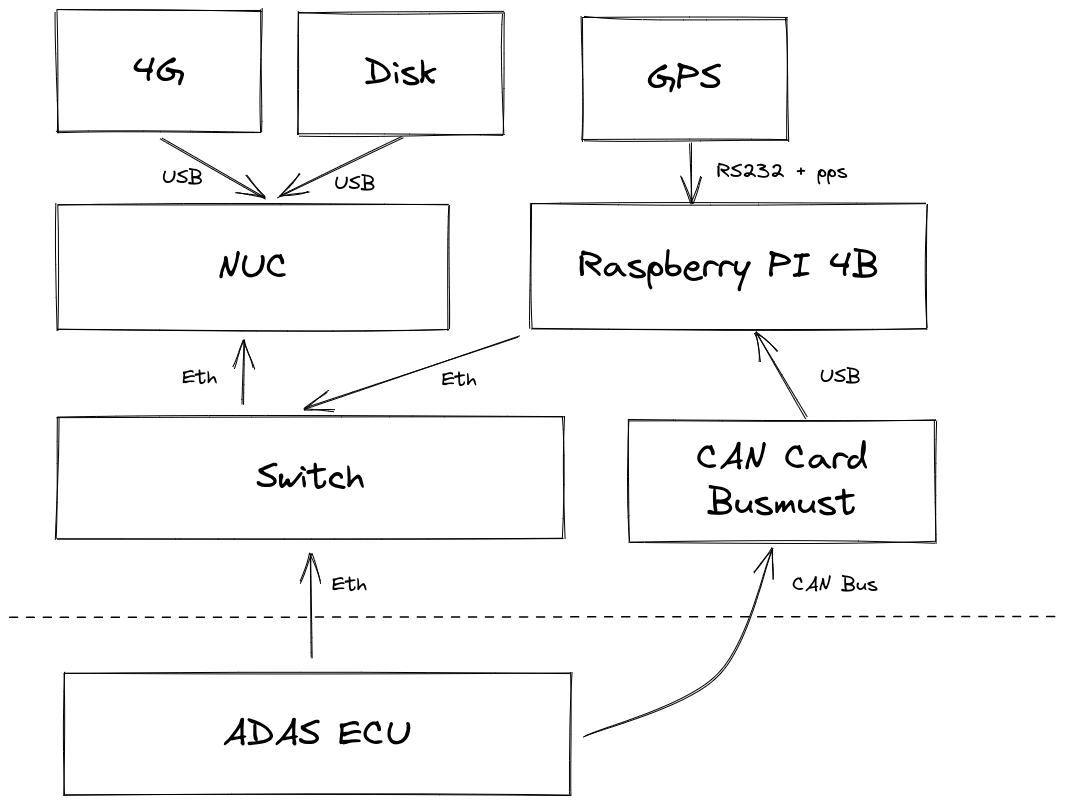 4G
Disk
GPS
USB
USB
RS232 + pps
NUC
Raspberry PI 4B
Eth
Eth
USB
Switch
CAN Card
Busmust
Eth
CAN Bus
ADAS ECU